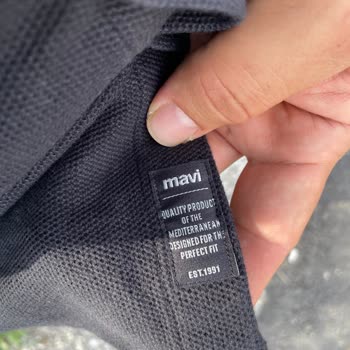 mavi
QUALITY PRODUCT
OF THE
MEDITERRANEAN
DESIGNED FOR THE
PERFECT FIT
EST.1991